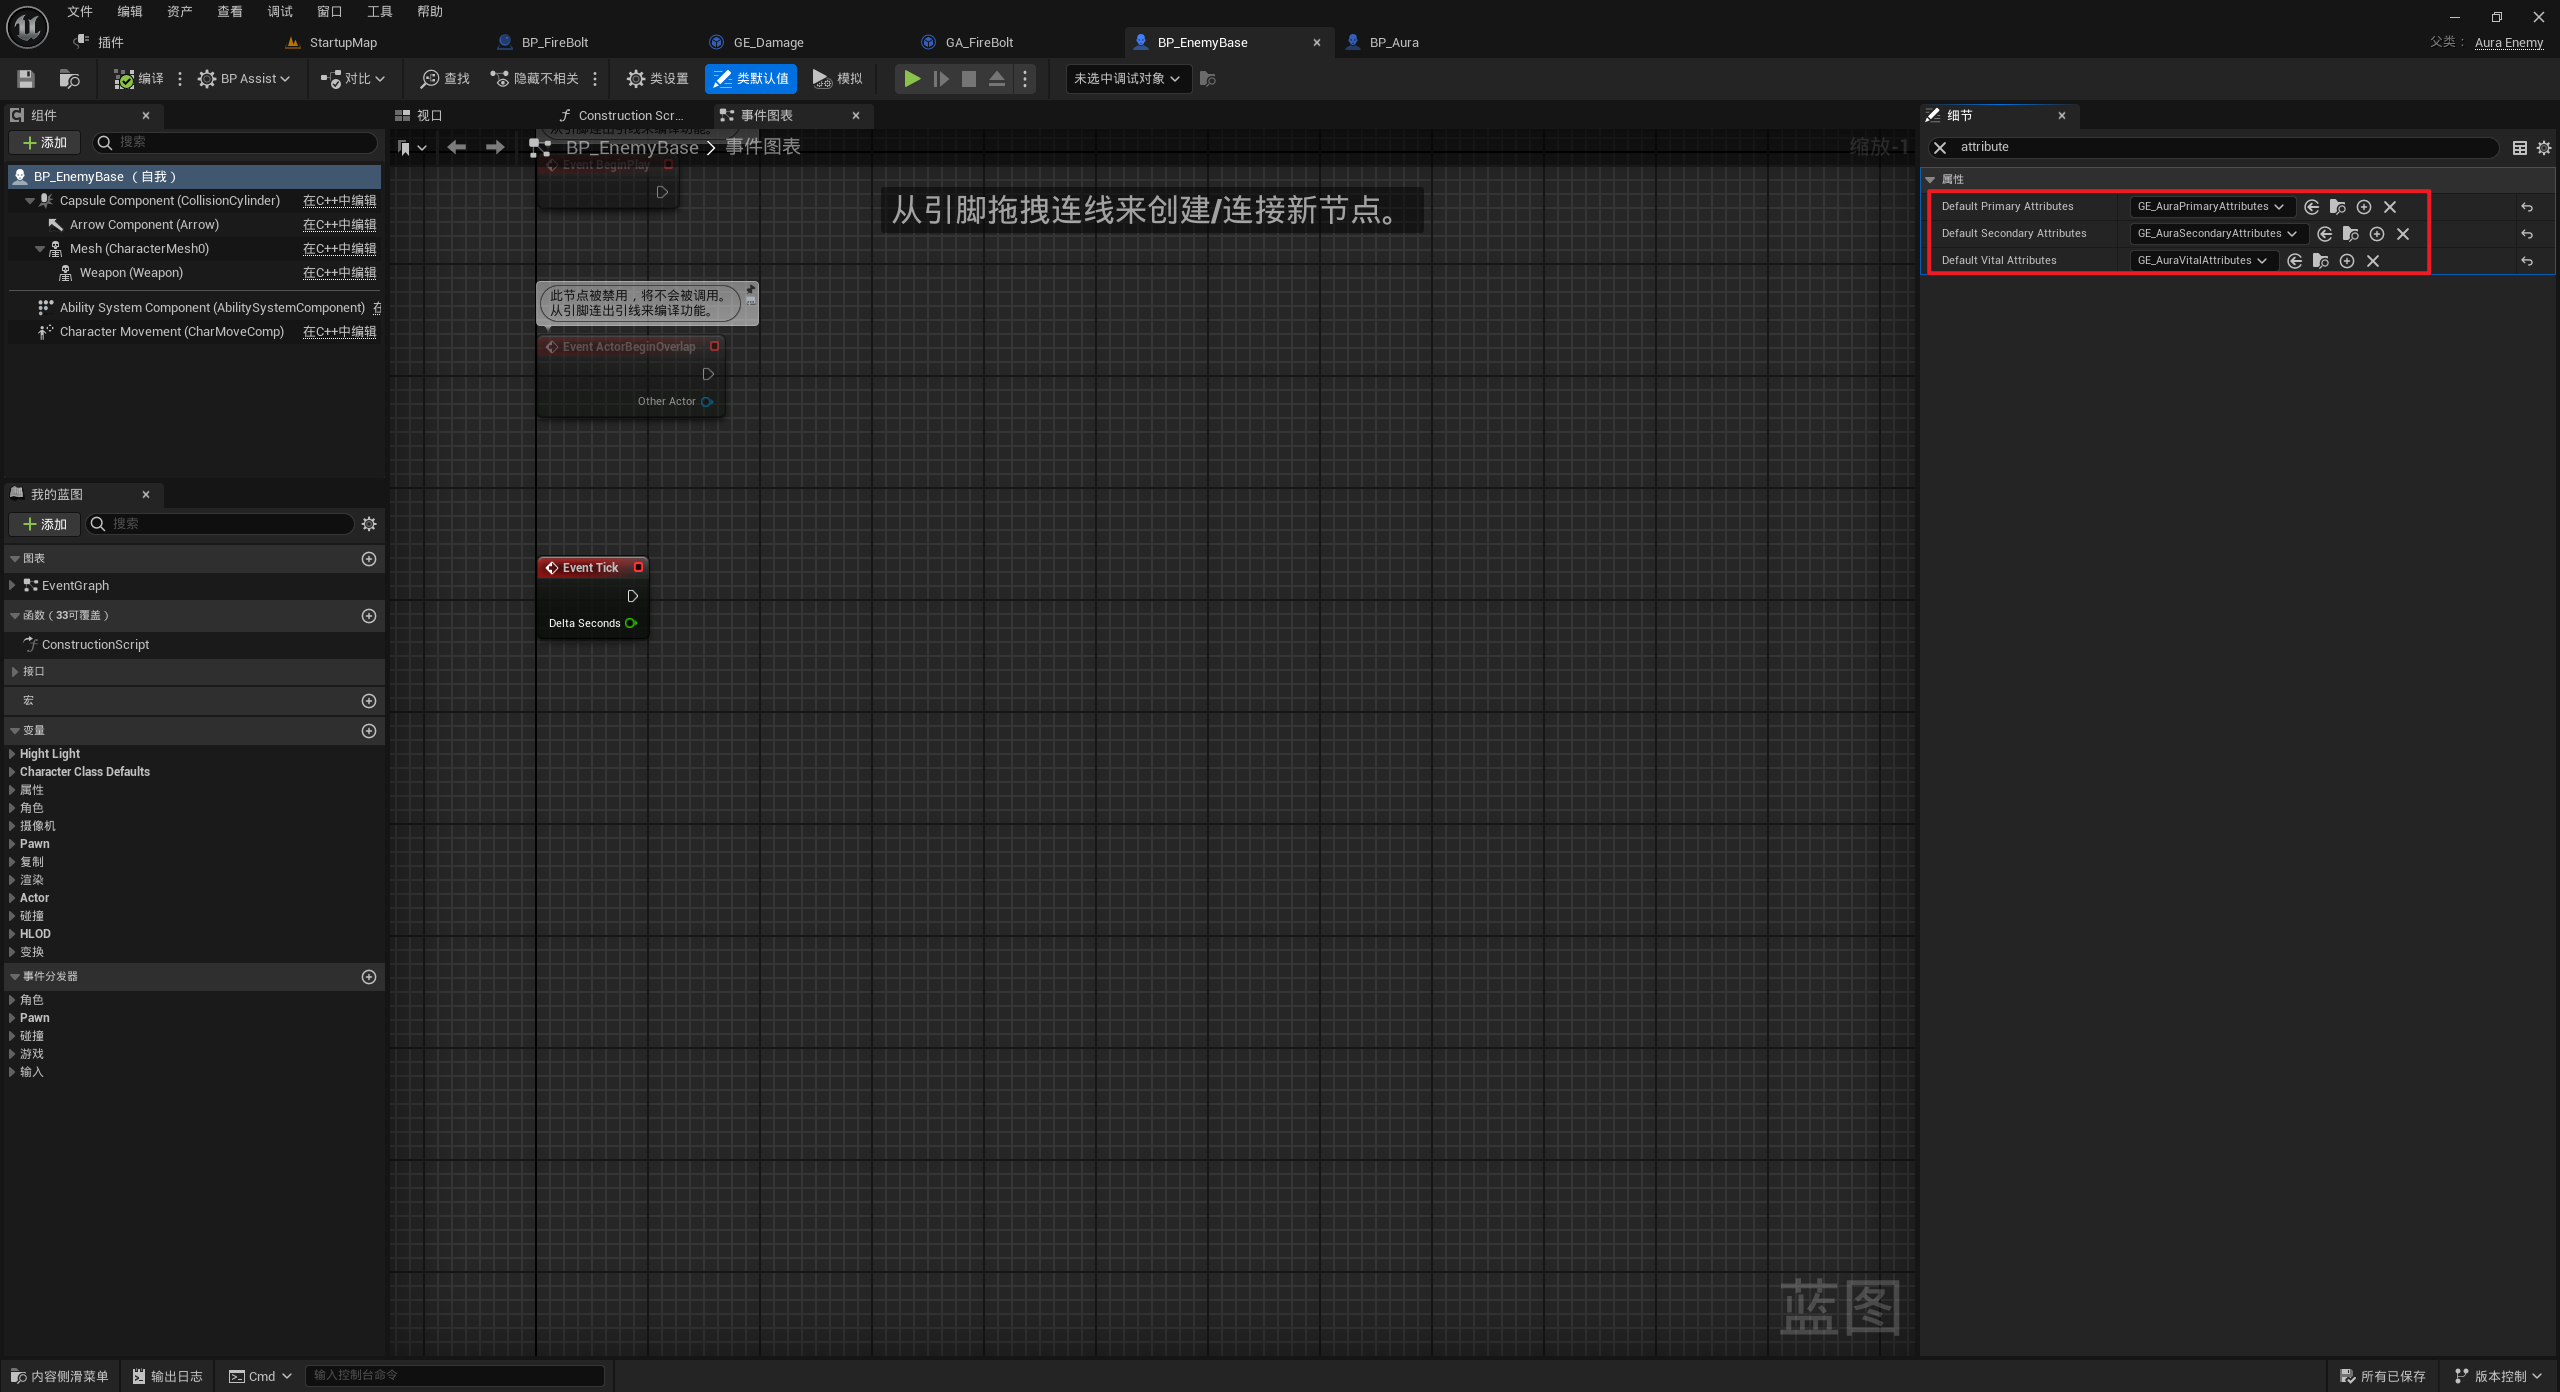 文件 编辑 资产 查看 调试 窗口 工具 帮助
插件 StartupMap BP_FireBolt GE_Damage GA_FireBolt BP_EnemyBase BP_Aura
父类： Aura Enemy
编译 BP Assist 对比 查找 隐藏不相关 类设置 类默认值 模拟 未选中调试对象
组件
添加 搜索
BP_EnemyBase （自我）
Capsule Component (CollisionCylinder) 在C++中编辑
Arrow Component (Arrow) 在C++中编辑
Mesh (CharacterMesh0) 在C++中编辑
Weapon (Weapon) 在C++中编辑
Ability System Component (AbilitySystemComponent) 在
Character Movement (CharMoveComp) 在C++中编辑
我的蓝图
添加 搜索
图表
EventGraph
函数（33可覆盖）
ConstructionScript
接口
宏
变量
Hight Light
Character Class Defaults
属性
角色
摄像机
Pawn
复制
渲染
Actor
碰撞
HLOD
变换
事件分发器
角色
Pawn
碰撞
游戏
输入
视口 Construction Scr... 事件图表
从引脚连出引线来编译功能。
BP_EnemyBase 事件图表 缩放-1
Event BeginPlay
从引脚拖拽连线来创建/连接新节点。
此节点被禁用，将不会被调用。
从引脚连出引线来编译功能。
Event ActorBeginOverlap
Other Actor
Event Tick
Delta Seconds
蓝图
细节
attribute
属性
Default Primary Attributes GE_AuraPrimaryAttributes
Default Secondary Attributes GE_AuraSecondaryAttributes
Default Vital Attributes GE_AuraVitalAttributes
内容侧滑菜单 输出日志 Cmd 输入控制台命令 所有已保存 版本控制